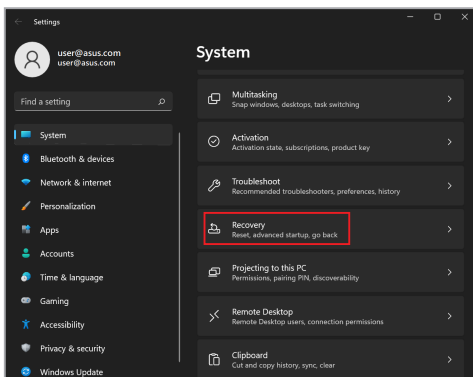 Settings
user@asus.com
user@asus.com
Find a setting
System
Bluetooth & devices
Network & internet
Personalization
Apps
Accounts
Time & language
Gaming
Accessibility
Privacy & security
Windows Update
System
Multitasking
Snap windows, desktops, task switching
Activation
Activation state, subscriptions, product key
Troubleshoot
Recommended troubleshooters, preferences, history
Recovery
Reset, advanced startup, go back
Projecting to this PC
Permissions, pairing PIN, discoverability
Remote Desktop
Remote Desktop users, connection permissions
Clipboard
Cut and copy history, sync, clear